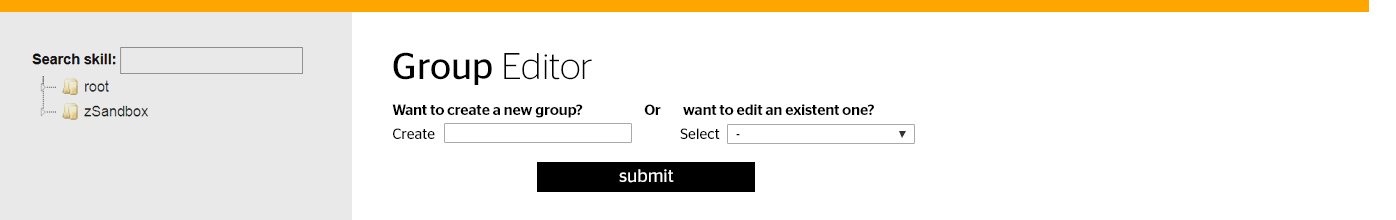 Search skill:
root
zSandbox
Group Editor
Want to create a new group? Or want to edit an existent one?
Create Select -
submit